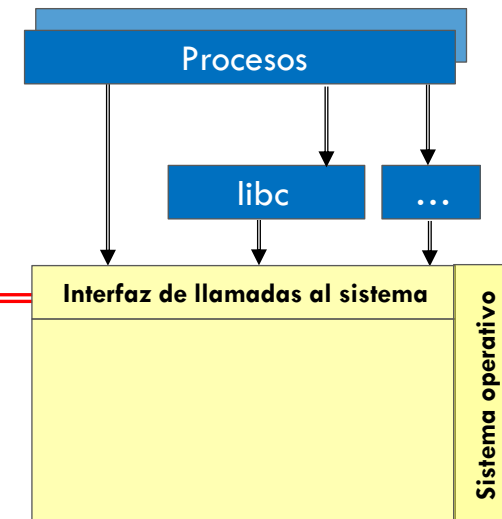 Procesos
libc
...
Interfaz de llamadas al sistema
Sistema operativo